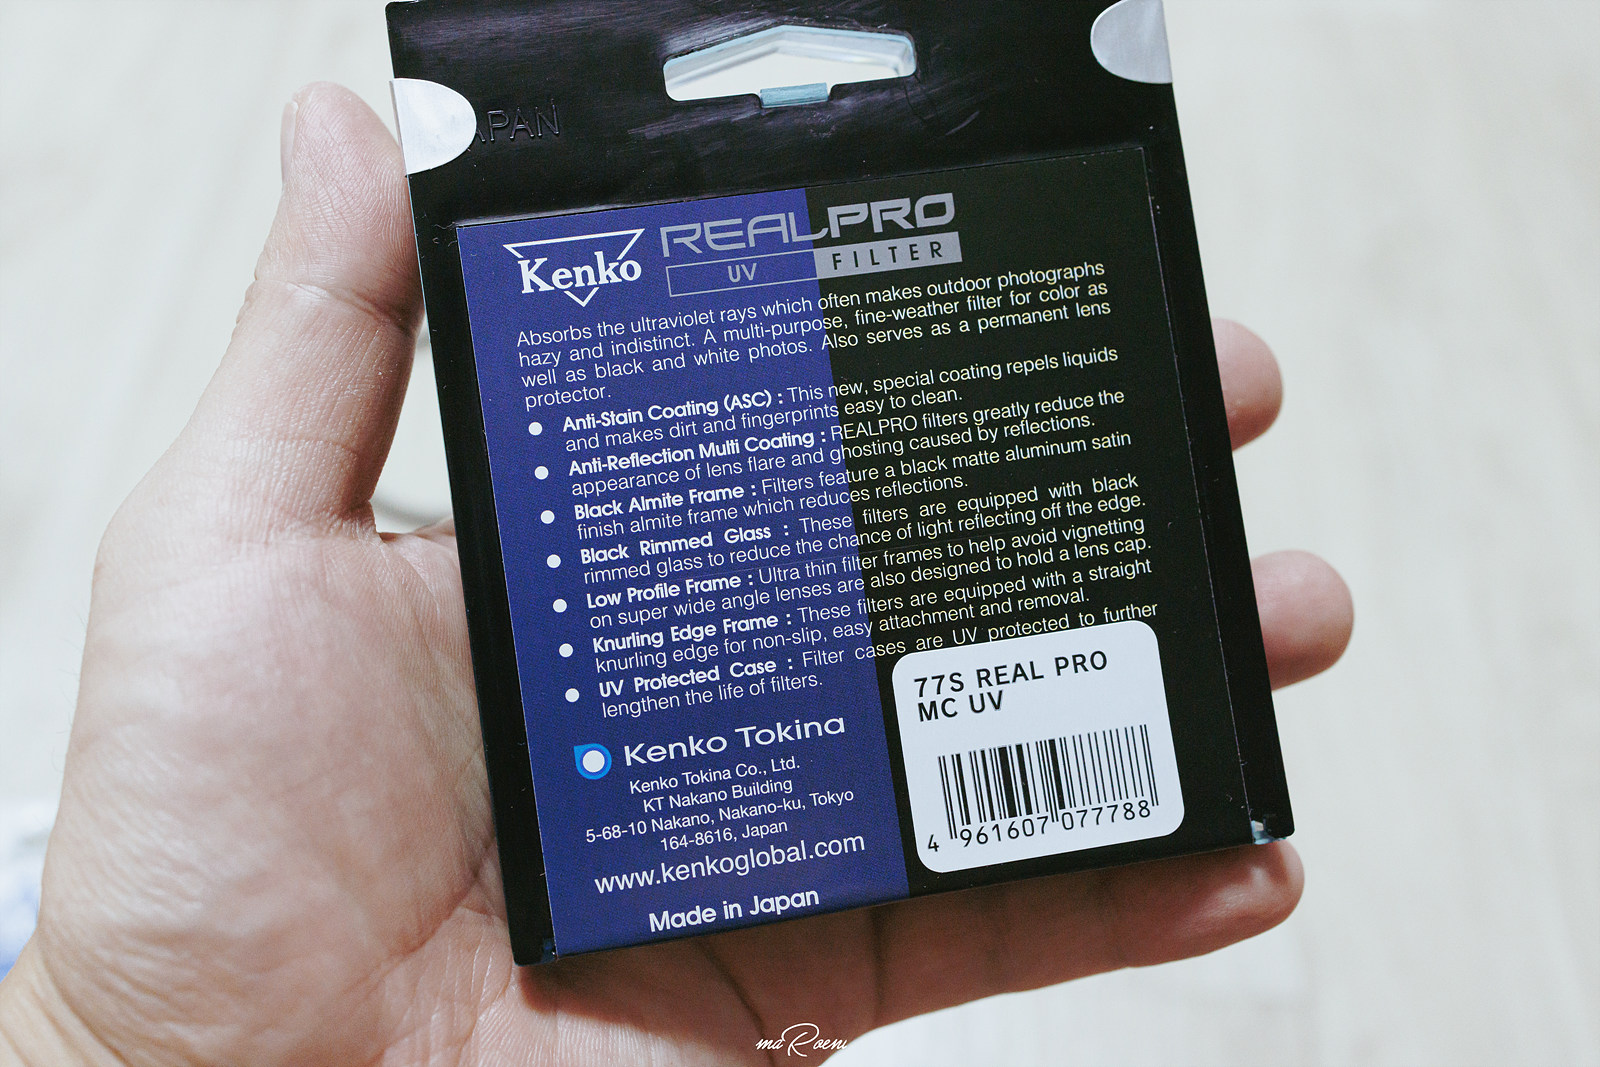 JAPAN
Kenko
REALPRO
UV FILTER
Absorbs the ultraviolet rays which often makes outdoor photographs
hazy and indistinct. A multi-purpose, fine-weather filter for color as
well as black and white photos. Also serves as a permanent lens
protector.
Anti-Stain Coating (ASC) : This new, special coating repels liquids
and makes dirt and fingerprints easy to clean.
Anti-Reflection Multi Coating : REALPRO filters greatly reduce the
appearance of lens flare and ghosting caused by reflections.
Black Almite Frame : Filters feature a black matte aluminum satin
finish almite frame which reduces reflections.
Black Rimmed Glass : These filters are equipped with black
rimmed glass to reduce the chance of light reflecting off the edge.
Low Profile Frame : Ultra thin filter frames to help avoid vignetting
on super wide angle lenses are also designed to hold a lens cap.
Knurling Edge Frame : These filters are equipped with a straight
knurling edge for non-slip, easy attachment and removal.
UV Protected Case : Filter cases are UV protected to further
lengthen the life of filters.
Kenko Tokina
Kenko Tokina Co., Ltd.
KT Nakano Building
5-68-10 Nakano, Nakano-ku, Tokyo
164-8616, Japan
www.kenkoglobal.com
Made in Japan
77S REAL PRO
MC UV
4 961607 077788
maRoeni